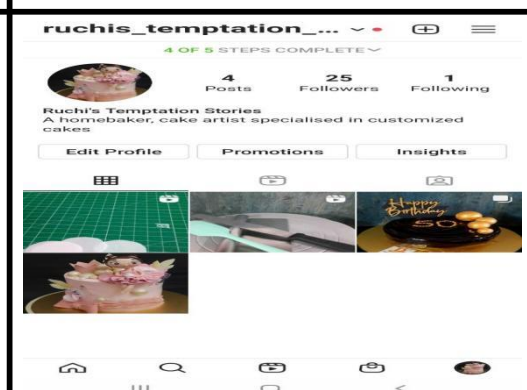 ruchis_temptation_...
4 OF 5 STEPS COMPLETE
4 25 1
Posts Followers Following
Ruchi's Temptation Stories
A homebaker, cake artist specialised in customized
cakes
Edit Profile Promotions Insights
Happy
Birthday
50